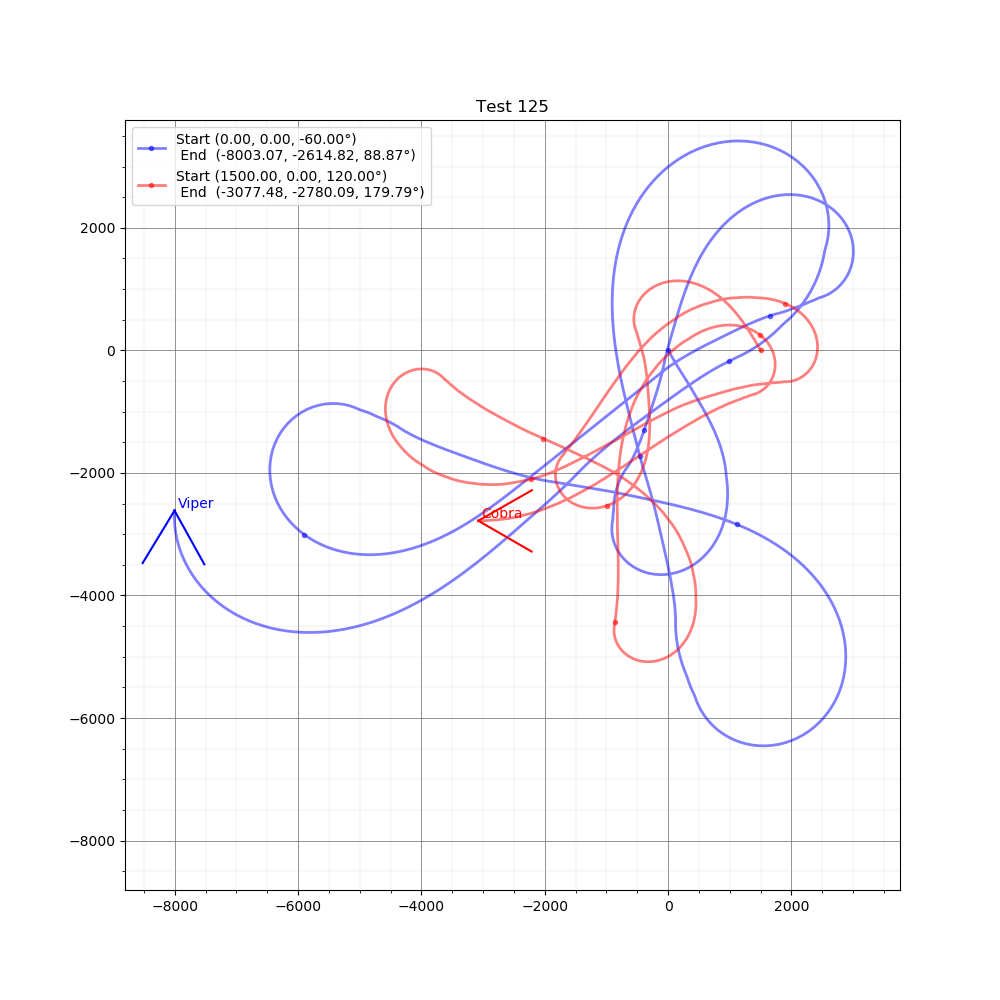 Test 125
Start (0.00, 0.00, -60.00°)
End (-8003.07, -2614.82, 88.87°)
Start (1500.00, 0.00, 120.00°)
End (-3077.48, -2780.09, 179.79°)
2000
0
−2000
−4000
−6000
−8000
Viper
Cobra
−8000 −6000 −4000 −2000 0 2000